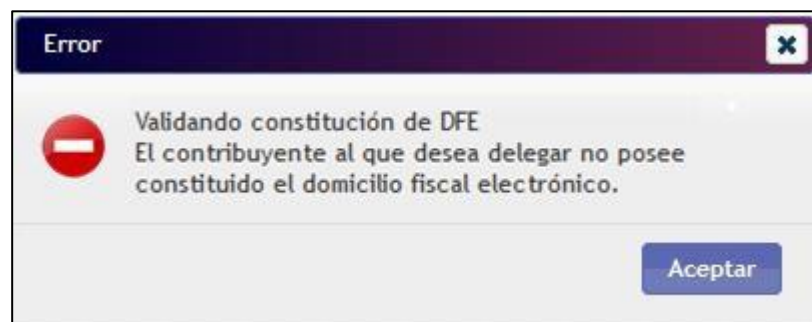 Error
Validando constitución de DFE
El contribuyente al que desea delegar no posee
constituido el domicilio fiscal electrónico.
Aceptar